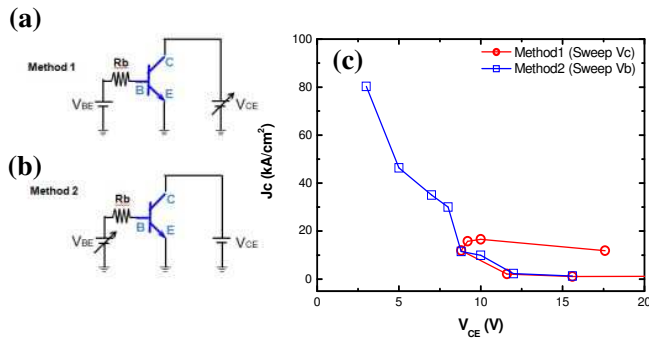 (a)
Method 1
Rb
C
B
E
VBE
VCE
(b)
Method 2
Rb
C
B
E
VBE
VCE
(c)
Method1 (Sweep Vc)
Method2 (Sweep Vb)
Jc (kA/cm²)
100
80
60
40
20
0
0 5 10 15 20
VCE (V)